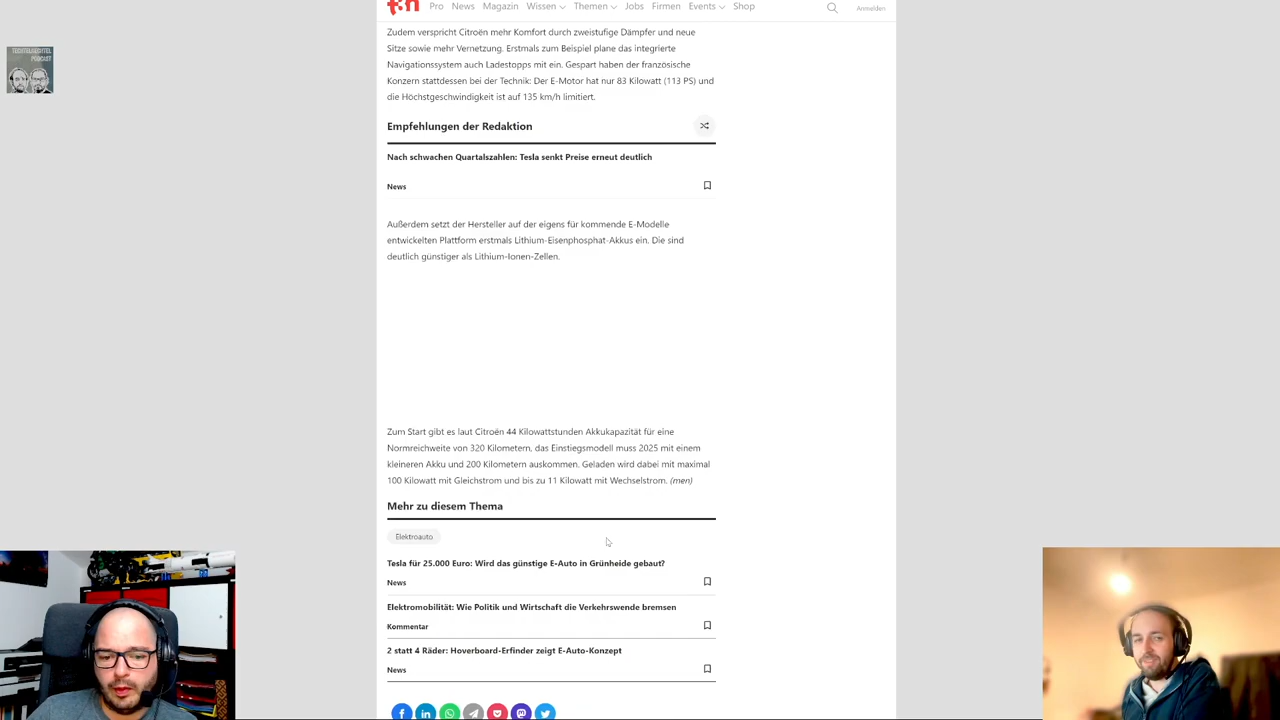 t3n Pro News Magazin Wissen Themen Jobs Firmen Events Shop Anmelden
TECHTELMECHTEL
PODCAST
Zudem verspricht Citroën mehr Komfort durch zweistufige Dämpfer und neue
Sitze sowie mehr Vernetzung. Erstmals zum Beispiel plane das integrierte
Navigationssystem auch Ladestopps mit ein. Gespart haben der französische
Konzern stattdessen bei der Technik: Der E-Motor hat nur 83 Kilowatt (113 PS) und
die Höchstgeschwindigkeit ist auf 135 km/h limitiert.
Empfehlungen der Redaktion
Nach schwachen Quartalszahlen: Tesla senkt Preise erneut deutlich
News
Außerdem setzt der Hersteller auf der eigens für kommende E-Modelle
entwickelten Plattform erstmals Lithium-Eisenphosphat-Akkus ein. Die sind
deutlich günstiger als Lithium-Ionen-Zellen.
Zum Start gibt es laut Citroën 44 Kilowattstunden Akkukapazität für eine
Normreichweite von 320 Kilometern, das Einstiegsmodell muss 2025 mit einem
kleineren Akku und 200 Kilometern auskommen. Geladen wird dabei mit maximal
100 Kilowatt mit Gleichstrom und bis zu 11 Kilowatt mit Wechselstrom. (men)
Mehr zu diesem Thema
Elektroauto
Tesla für 25.000 Euro: Wird das günstige E-Auto in Grünheide gebaut?
News
Elektromobilität: Wie Politik und Wirtschaft die Verkehrswende bremsen
Kommentar
2 statt 4 Räder: Hoverboard-Erfinder zeigt E-Auto-Konzept
News